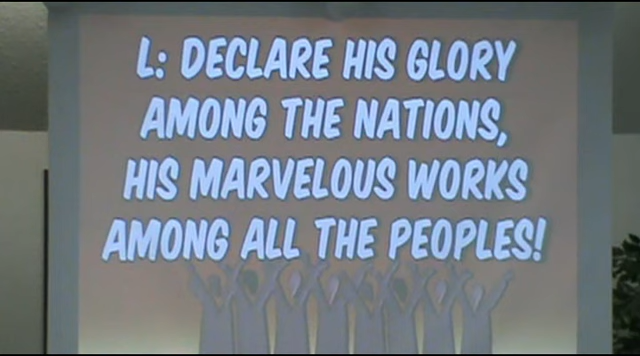 L: DECLARE HIS GLORY
AMONG THE NATIONS,
HIS MARVELOUS WORKS
AMONG ALL THE PEOPLES!